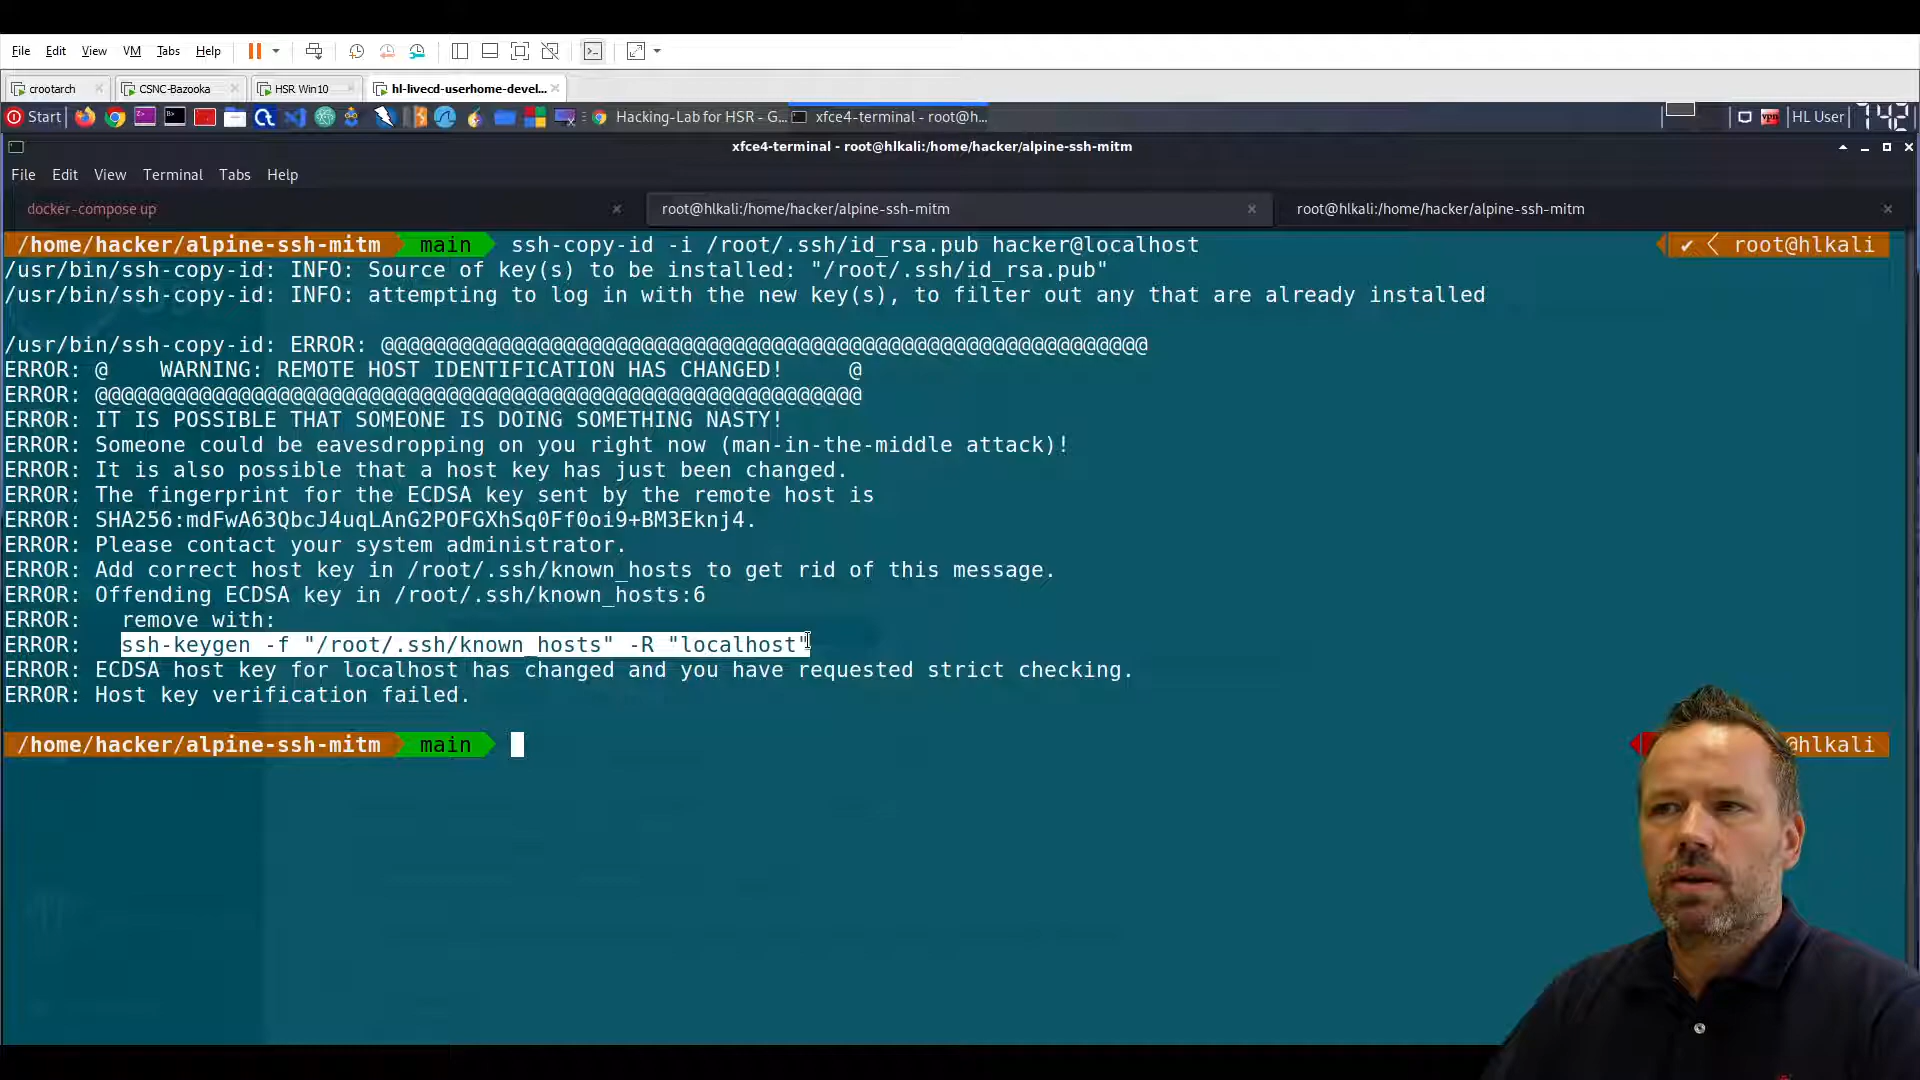 File Edit View VM Tabs Help
crootarch CSNC-Bazooka HSR Win10 hl-livecd-userhome-devel...
Start Hacking-Lab for HSR - G... xfce4-terminal - root@h... vpn HL User 7:42
xfce4-terminal - root@hlkali:/home/hacker/alpine-ssh-mitm
File Edit View Terminal Tabs Help
docker-compose up root@hlkali:/home/hacker/alpine-ssh-mitm root@hlkali:/home/hacker/alpine-ssh-mitm
/home/hacker/alpine-ssh-mitm main ssh-copy-id -i /root/.ssh/id_rsa.pub hacker@localhost ✔ root@hlkali
/usr/bin/ssh-copy-id: INFO: Source of key(s) to be installed: "/root/.ssh/id_rsa.pub"
/usr/bin/ssh-copy-id: INFO: attempting to log in with the new key(s), to filter out any that are already installed
/usr/bin/ssh-copy-id: ERROR: @@@@@@@@@@@@@@@@@@@@@@@@@@@@@@@@@@@@@@@@@@@@@@@@@@@@@@@@@@@
ERROR: @    WARNING: REMOTE HOST IDENTIFICATION HAS CHANGED!     @
ERROR: @@@@@@@@@@@@@@@@@@@@@@@@@@@@@@@@@@@@@@@@@@@@@@@@@@@@@@@@@@@
ERROR: IT IS POSSIBLE THAT SOMEONE IS DOING SOMETHING NASTY!
ERROR: Someone could be eavesdropping on you right now (man-in-the-middle attack)!
ERROR: It is also possible that a host key has just been changed.
ERROR: The fingerprint for the ECDSA key sent by the remote host is
ERROR: SHA256:mdFwA63QbcJ4uqLAnG2POFGXhSq0Ff0oi9+BM3Eknj4.
ERROR: Please contact your system administrator.
ERROR: Add correct host key in /root/.ssh/known_hosts to get rid of this message.
ERROR: Offending ECDSA key in /root/.ssh/known_hosts:6
ERROR:   remove with:
ERROR:   ssh-keygen -f "/root/.ssh/known_hosts" -R "localhost"
ERROR: ECDSA host key for localhost has changed and you have requested strict checking.
ERROR: Host key verification failed.
/home/hacker/alpine-ssh-mitm main @hlkali